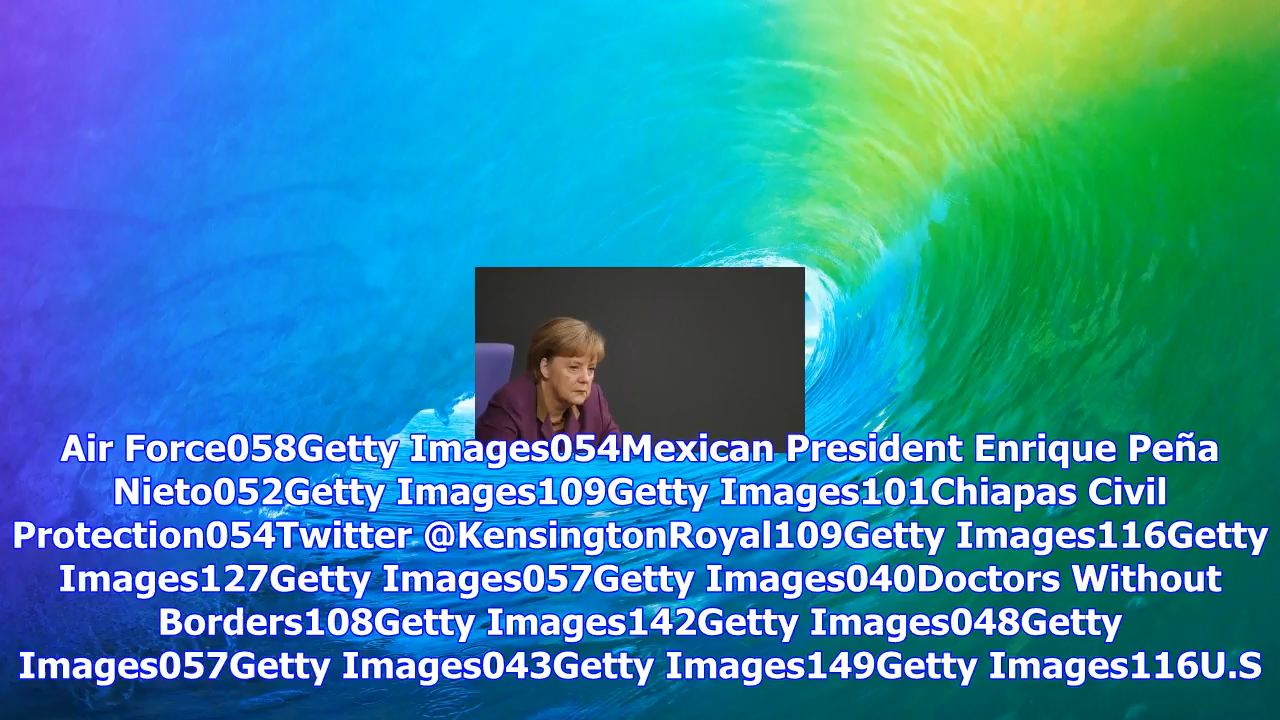 Air Force058Getty Images054Mexican President Enrique Peña
Nieto052Getty Images109Getty Images101Chiapas Civil
Protection054Twitter @KensingtonRoyal109Getty Images116Getty
Images127Getty Images057Getty Images040Doctors Without
Borders108Getty Images142Getty Images048Getty
Images057Getty Images043Getty Images149Getty Images116U.S